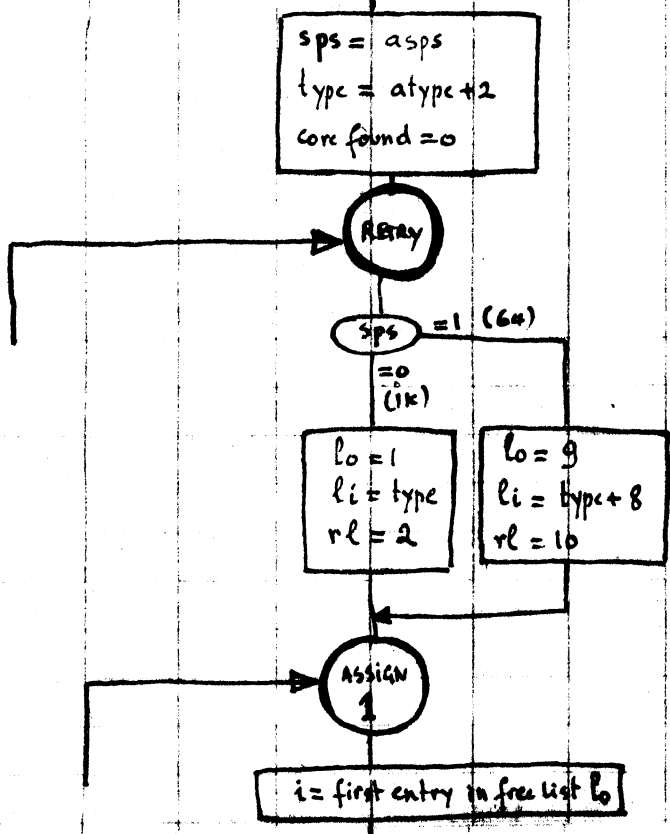 sps = asps
type = atype+2
core found =0
RETRY
sps
=1 (64)
=0
(1K)
lo =1
li = type
rl = 2
lo = 9
li = type+8
rl = 10
ASSIGN
1
i= first entry in free list lo